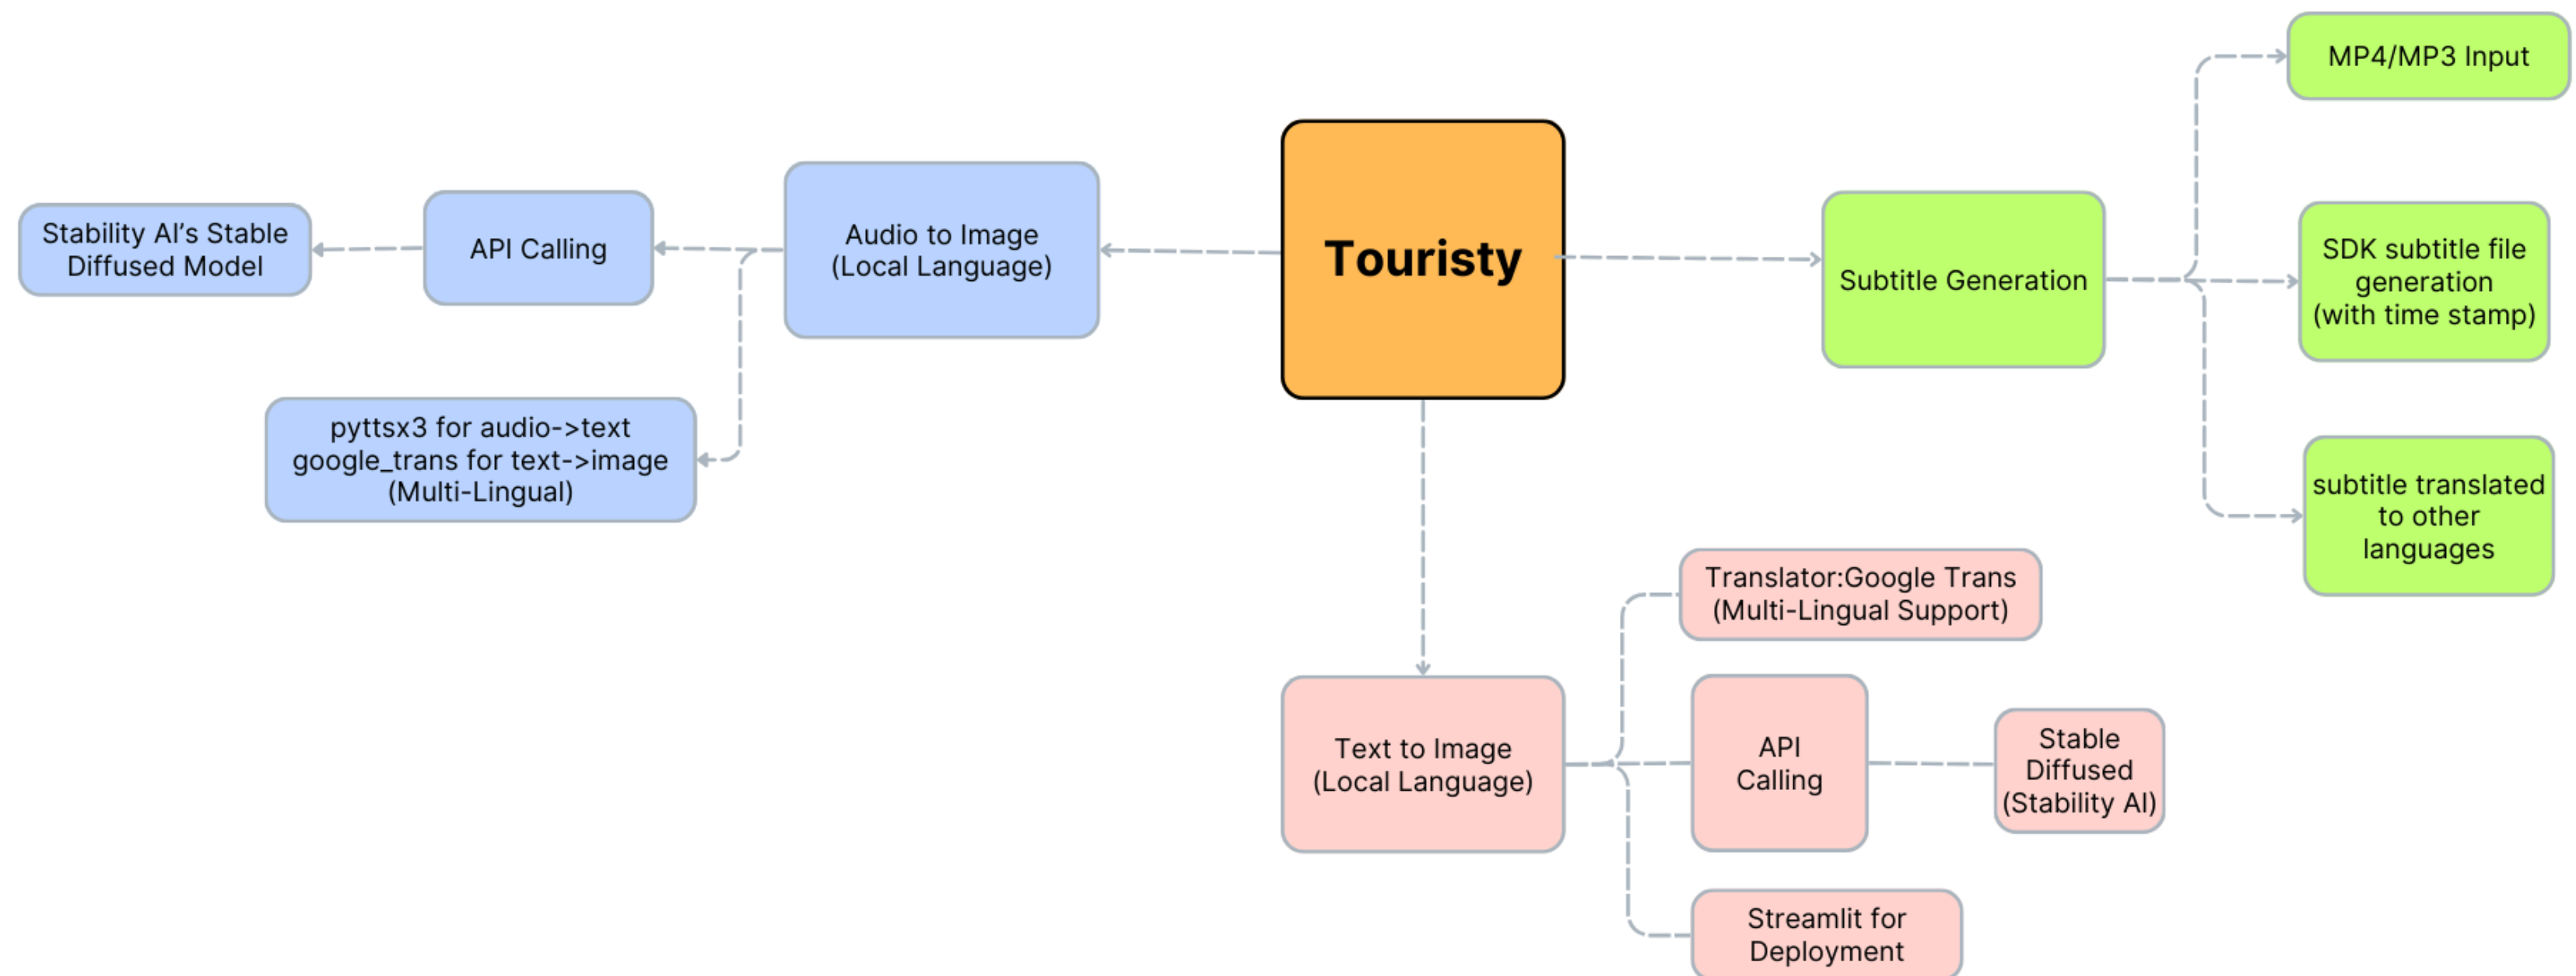 MP4/MP3 Input
Touristy
Audio to Image
(Local Language)
API Calling
Stability AI’s Stable
Diffused Model
pyttsx3 for audio->text
google_trans for text->image
(Multi-Lingual)
Subtitle Generation
SDK subtitle file
generation
(with time stamp)
subtitle translated
to other
languages
Text to Image
(Local Language)
Translator:Google Trans
(Multi-Lingual Support)
API
Calling
Stable
Diffused
(Stability AI)
Streamlit for
Deployment